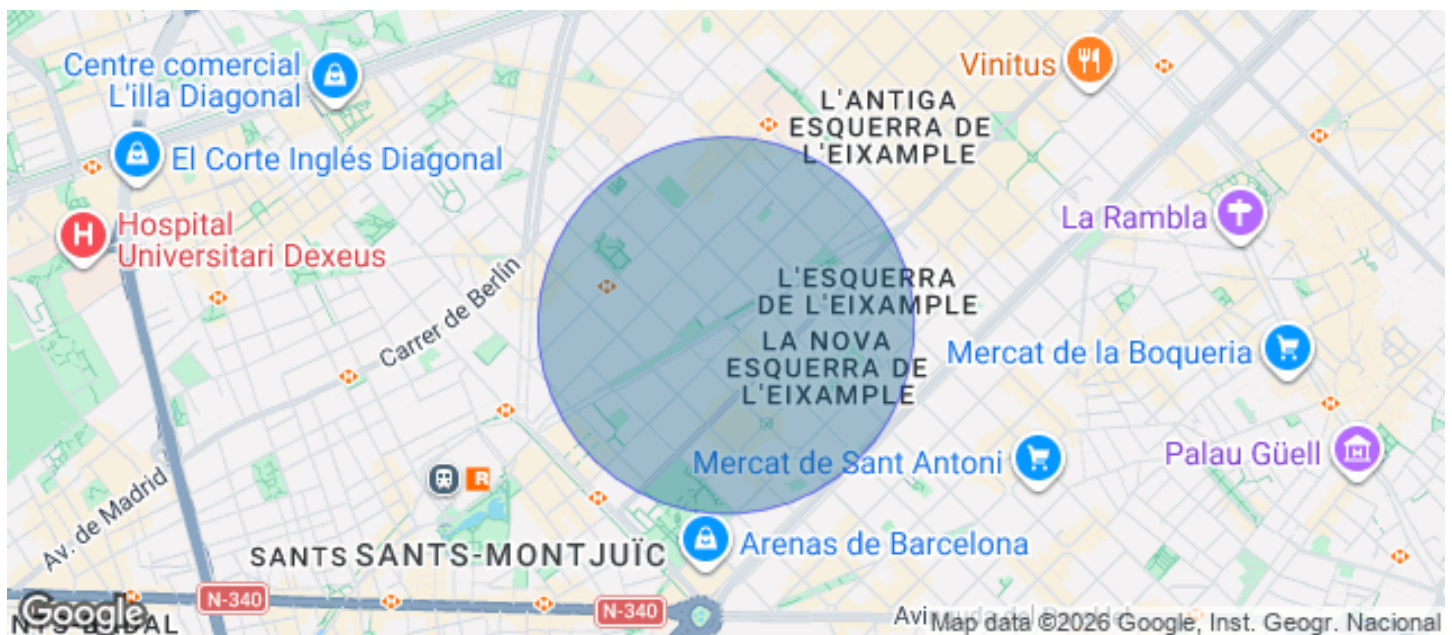 Centre comercial
L'illa Diagonal
El Corte Inglés Diagonal
Hospital
Universitari Dexeus
Vinitus
L'ANTIGA
ESQUERRA DE
L'EIXAMPLE
La Rambla
L'ESQUERRA
DE L'EIXAMPLE
LA NOVA
ESQUERRA DE
L'EIXAMPLE
Carrer de Berlín
Mercat de la Boqueria
Palau Güell
Mercat de Sant Antoni
Av. de Madrid
R
H
Arenas de Barcelona
SANTS
SANTS-MONTJUÏC
N-340
N-340
Google
Map data ©2026 Google, Inst. Geogr. Nacional